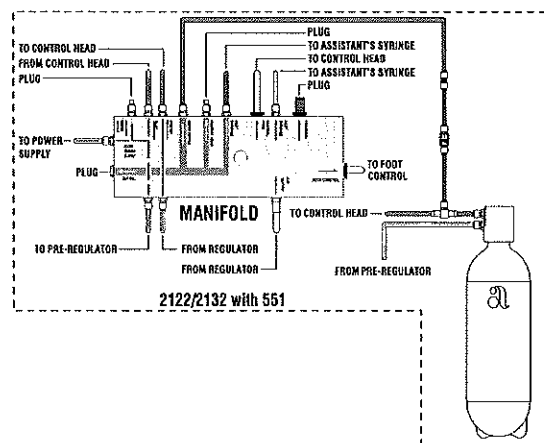 PLUG
TO ASSISTANT'S SYRINGE
TO CONTROL HEAD
TO CONTROL HEAD
FROM CONTROL HEAD
TO ASSISTANT'S SYRINGE
PLUG
PLUG
TO POWER
SUPPLY
PLUG
TO FOOT
CONTROL
MANIFOLD
TO CONTROL HEAD
TO PRE-REGULATOR
FROM REGULATOR
FROM REGULATOR
FROM PRE-REGULATOR
2122/2132 with 551
a